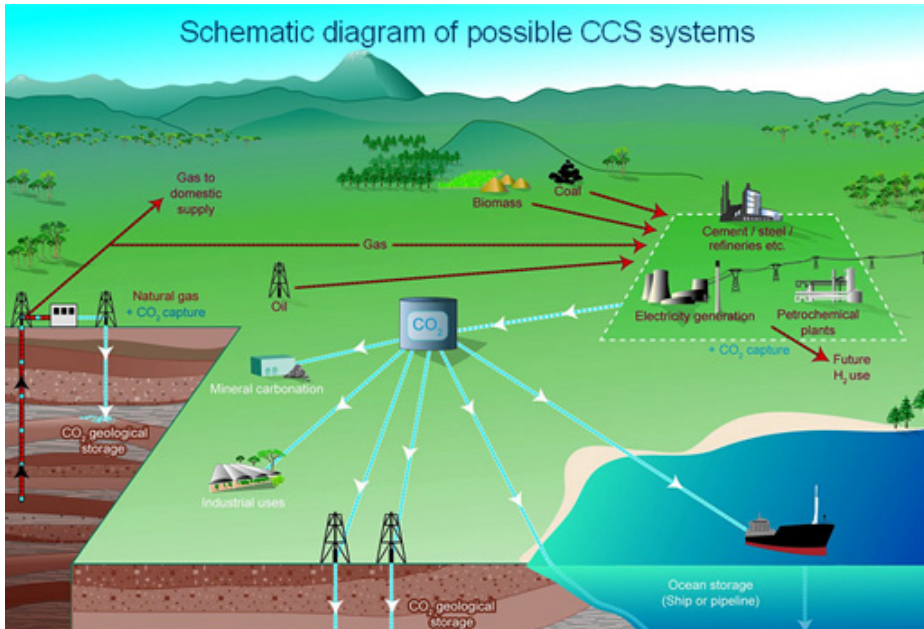 Schematic diagram of possible CCS systems
Gas to
domestic
supply
Biomass
Coal
Cement / steel /
refineries etc.
Gas
Natural gas
+ CO₂ capture
Oil
CO₂
Electricity generation
Petrochemical
plants
+ CO₂ capture
Future
H₂ use
Mineral carbonation
CO₂ geological
storage
Industrial uses
Ocean storage
(Ship or pipeline)
CO₂ geological
storage